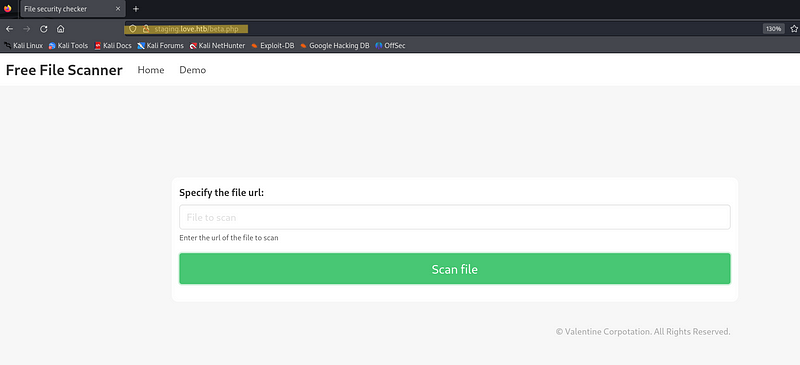 File security checker
staging.love.htb/beta.php
130%
Kali Linux Kali Tools Kali Docs Kali Forums Kali NetHunter Exploit-DB Google Hacking DB OffSec
Free File Scanner Home Demo
Specify the file url:
File to scan
Enter the url of the file to scan
Scan file
© Valentine Corpotation. All Rights Reserved.